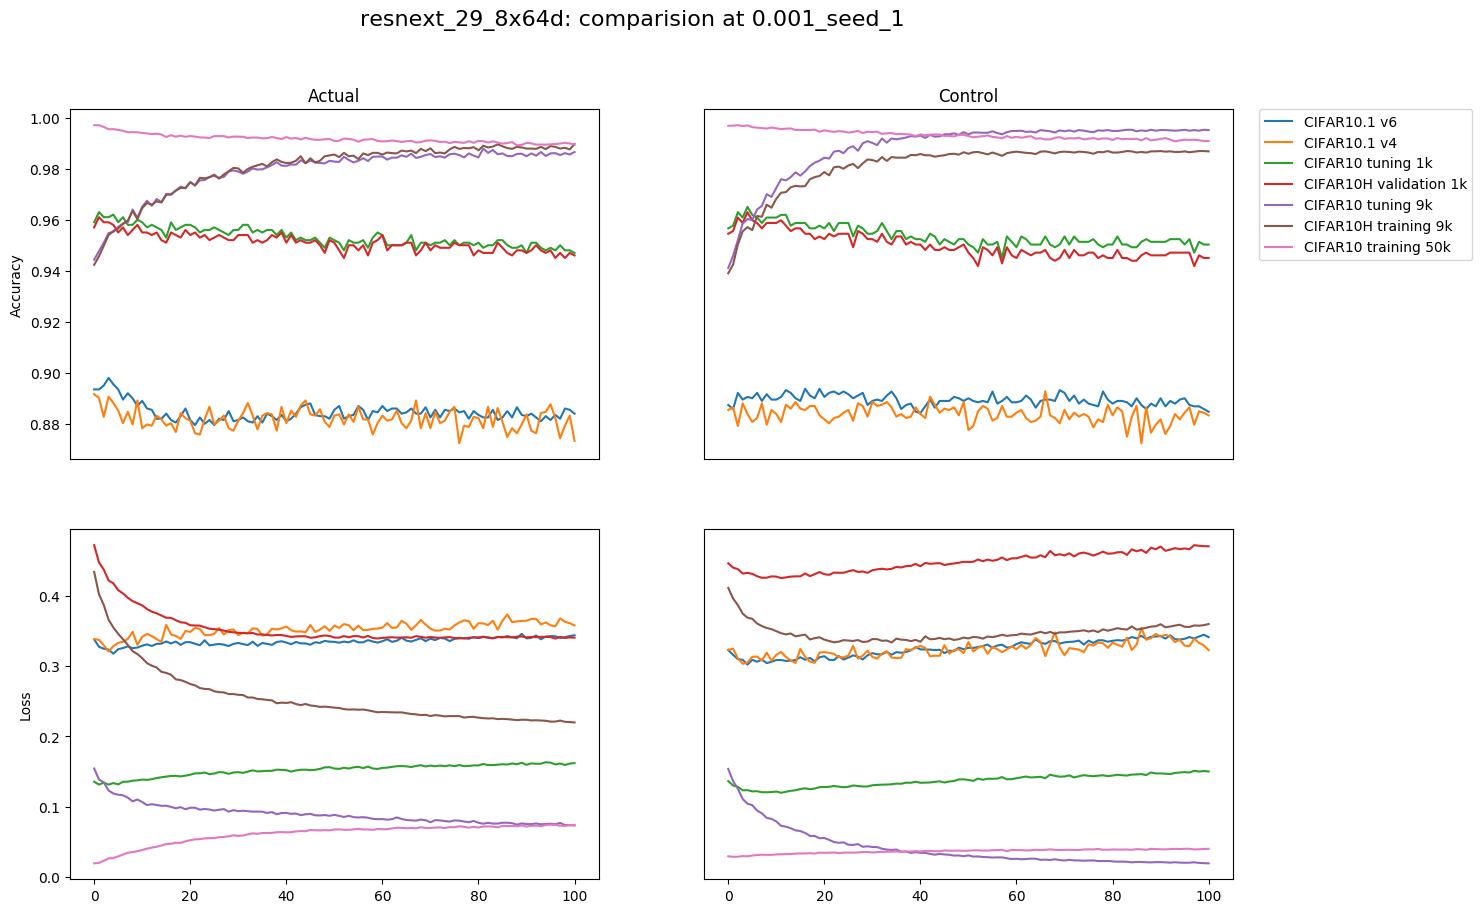 resnext_29_8x64d: comparision at 0.001_seed_1
Actual
Control
1.00
0.98
0.96
0.94
0.92
0.90
0.88
Accuracy
CIFAR10.1 v6
CIFAR10.1 v4
CIFAR10 tuning 1k
CIFAR10H validation 1k
CIFAR10 tuning 9k
CIFAR10H training 9k
CIFAR10 training 50k
0.4
0.3
0.2
0.1
0.0
Loss
0 20 40 60 80 100
0 20 40 60 80 100